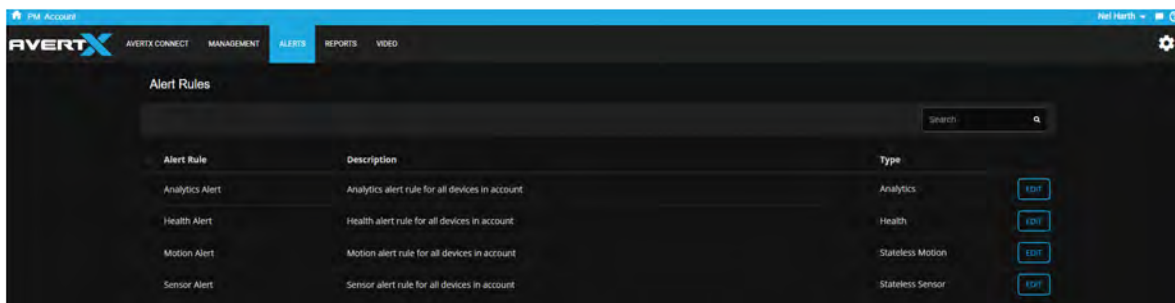 PM Account Nel Harth
AVERTX AVERTX CONNECT MANAGEMENT ALERTS REPORTS VIDEO
Alert Rules
Search
Alert Rule Description Type
Analytics Alert Analytics alert rule for all devices in account Analytics EDIT
Health Alert Health alert rule for all devices in account Health EDIT
Motion Alert Motion alert rule for all devices in account Stateless Motion EDIT
Sensor Alert Sensor alert rule for all devices in account Stateless Sensor EDIT